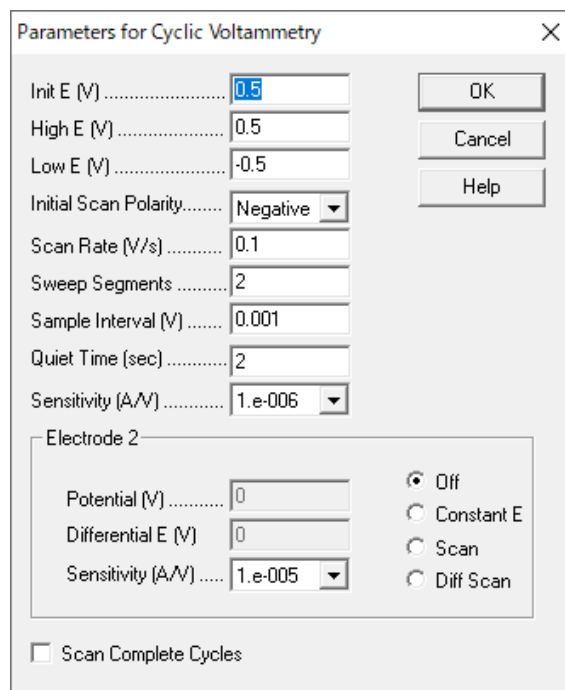 Parameters for Cyclic Voltammetry
Init E (V) ....................... 0.5
OK
High E (V) .................... 0.5
Cancel
Low E (V) ..................... -0.5
Help
Initial Scan Polarity........ Negative
Scan Rate (V/s) ........... 0.1
Sweep Segments .......... 2
Sample Interval (V) ....... 0.001
Quiet Time (sec) ............ 2
Sensitivity (A/V) ............ 1.e-006
Electrode 2
Off
Potential (V) ........... 0
Constant E
Differential E (V) 0
Scan
Sensitivity (A/V) ..... 1.e-005
Diff Scan
Scan Complete Cycles